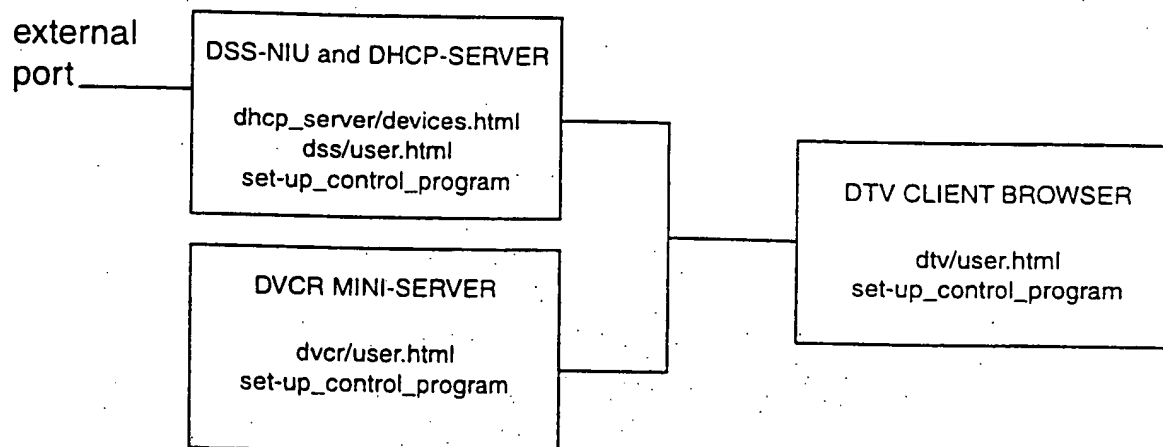 external
port
DSS-NIU and DHCP-SERVER
dhcp_server/devices.html
dss/user.html
set-up_control_program
DVCR MINI-SERVER
dvcr/user.html
set-up_control_program
DTV CLIENT BROWSER
dtv/user.html
set-up_control_program